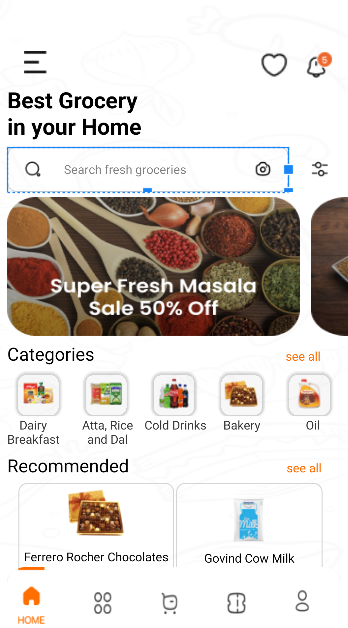 5
Best Grocery
in your Home
Search fresh groceries
Super Fresh Masala
Sale 50% Off
Categories
see all
Dairy
Breakfast
Atta, Rice
and Dal
Cold Drinks
Bakery
Oil
Recommended
see all
Milk
Ferrero Rocher Chocolates
Govind Cow Milk
HOME